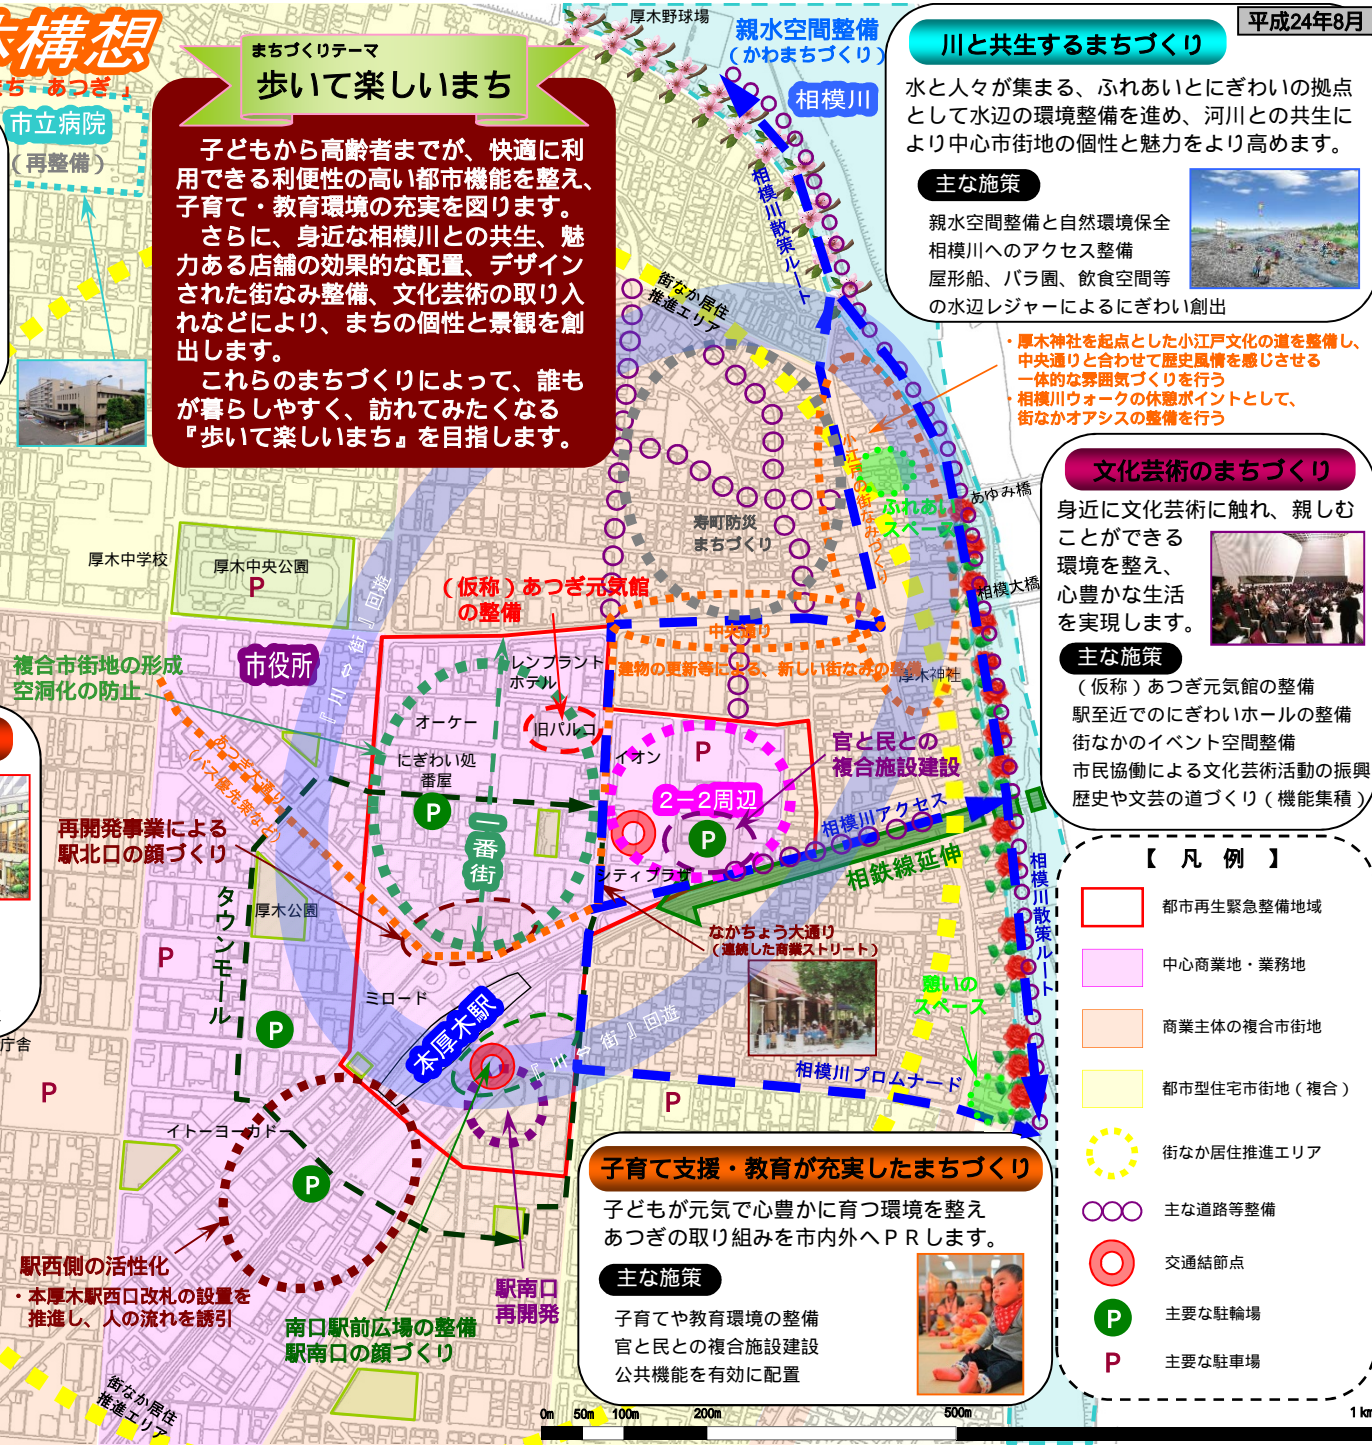 本構想
まち　あつぎ」
市立病院
（再整備）
まちづくりテーマ
歩いて楽しいまち
子どもから高齢者までが、快適に利
用できる利便性の高い都市機能を整え、
子育て・教育環境の充実を図ります。
さらに、身近な相模川との共生、魅
力ある店舗の効果的な配置、デザイン
された街なみ整備、文化芸術の取り入
れなどにより、まちの個性と景観を創
出します。
これらのまちづくりによって、誰も
が暮らしやすく、訪れてみたくなる
『歩いて楽しいまち』を目指します。
厚木野球場
親水空間整備
（かわまちづくり）
相模川
相模川散策ルート
街なか居住
推進エリア
平成24年8月
川と共生するまちづくり
水と人々が集まる、ふれあいとにぎわいの拠点
として水辺の環境整備を進め、河川との共生に
より中心市街地の個性と魅力をより高めます。
主な施策
親水空間整備と自然環境保全
相模川へのアクセス整備
屋形船、バラ園、飲食空間等
の水辺レジャーによるにぎわい創出
・厚木神社を起点とした小江戸文化の道を整備し、
中央通りと合わせて歴史風情を感じさせる
一体的な雰囲気づくりを行う
・相模川ウォークの休憩ポイントとして、
街なかオアシスの整備を行う
文化芸術のまちづくり
身近に文化芸術に触れ、親しむ
ことができる
環境を整え、
心豊かな生活
を実現します。
主な施策
（仮称）あつぎ元気館の整備
駅至近でのにぎわいホールの整備
街なかのイベント空間整備
市民協働による文化芸術活動の振興
歴史や文芸の道づくり（機能集積）
小江戸の街なみづくり
ふれあい
スペース
あゆみ橋
相模大橋
寿町防災
まちづくり
厚木中学校
厚木中央公園
P
『川⇔街』回遊
（仮称）あつぎ元気館
の整備
中央通り
建物の更新等による、新しい街なみの整備
厚木神社
市役所
複合市街地の形成
空洞化の防止
レンブラント
ホテル
オーケー
旧パルコ
にぎわい処
番屋
P
イオン
P
官と民との
複合施設建設
2－2周辺
P
一番街
あつぎ大通り
（バス優先策など）
再開発事業による
駅北口の顔づくり
シティプラザ
相模川アクセス
相鉄線延伸
タウンモール
厚木公園
P
なかちょう大通り
（連続した商業ストリート）
相模川散策ルート
憩いの
スペース
ミロード
本厚木駅
P
『川⇔街』回遊
相模川プロムナード
庁舎
P
P
イトーヨーカドー
P
駅西側の活性化
・本厚木駅西口改札の設置を
推進し、人の流れを誘引
駅南口
再開発
南口駅前広場の整備
駅南口の顔づくり
街なか居住
推進エリア
子育て支援・教育が充実したまちづくり
子どもが元気で心豊かに育つ環境を整え
あつぎの取り組みを市内外へＰＲします。
主な施策
子育てや教育環境の整備
官と民との複合施設建設
公共機能を有効に配置
【　凡　例　】
都市再生緊急整備地域
中心商業地・業務地
商業主体の複合市街地
都市型住宅市街地（複合）
街なか居住推進エリア
主な道路等整備
交通結節点
P
主要な駐輪場
P
主要な駐車場
0m 50m 100m 200m 500m 1km